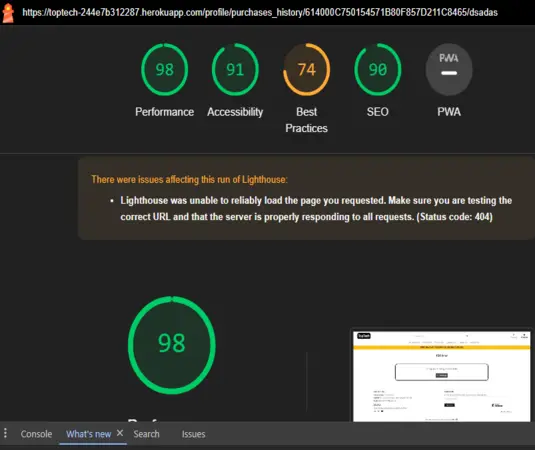 https://toptech-244e7b312287.herokuapp.com/profile/purchases_history/614000C750154571B80F857D211C8465/dsadas
98 91 74 90 PWA
Performance Accessibility Best Practices SEO PWA
There were issues affecting this run of Lighthouse:
• Lighthouse was unable to reliably load the page you requested. Make sure you are testing the
correct URL and that the server is properly responding to all requests. (Status code: 404)
98
Console What's new Search Issues